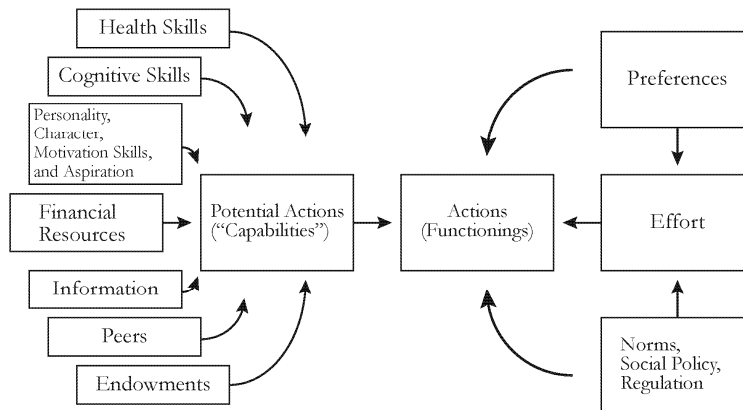 Health Skills
Cognitive Skills
Personality,
Character,
Motivation Skills,
and Aspiration
Financial
Resources
Information
Peers
Endowments
Potential Actions
(“Capabilities”)
Actions
(Functionings)
Preferences
Effort
Norms,
Social Policy,
Regulation